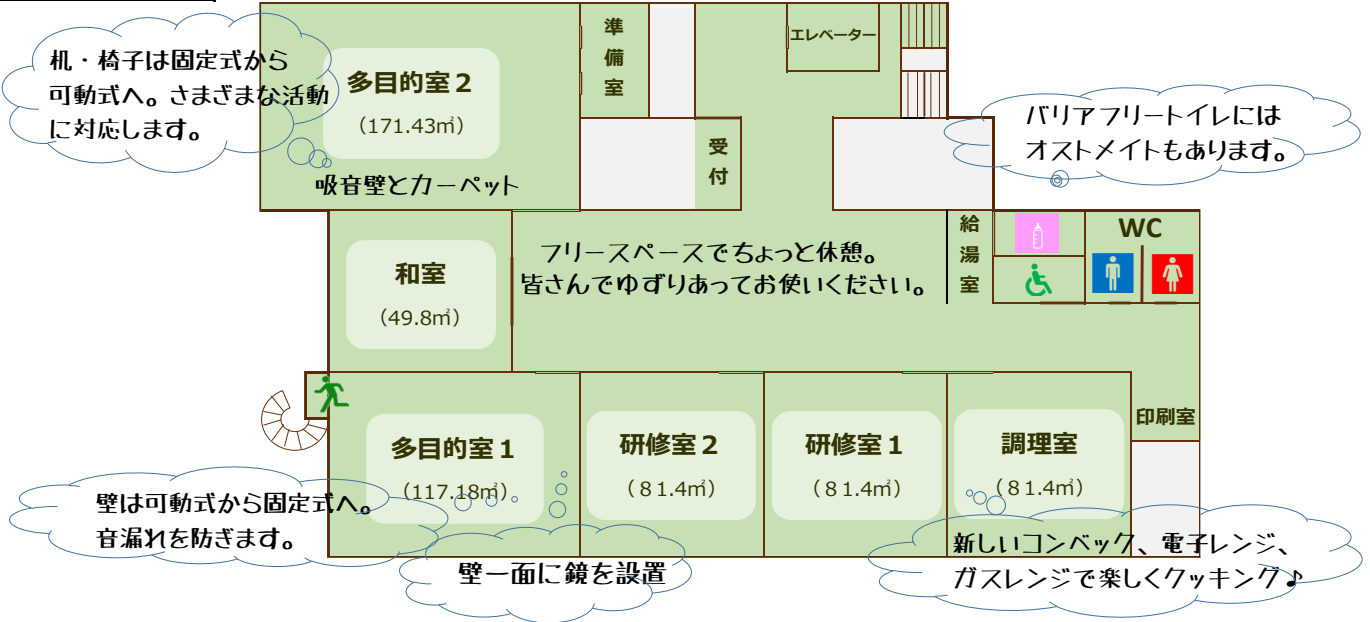 机・椅子は固定式から
可動式へ。さまざまな活動
に対応します。
多目的室２
（171.43㎡）
吸音壁とカーペット
準備室
エレベーター
受付
バリアフリートイレには
オストメイトもあります。
和室
（49.8㎡）
フリースペースでちょっと休憩。
皆さんでゆずりあってお使いください。
給湯室
WC
多目的室１
（117.18㎡）
研修室２
（８1.4㎡）
研修室１
（８1.4㎡）
調理室
（８1.4㎡）
印刷室
壁は可動式から固定式へ。
音漏れを防ぎます。
壁一面に鏡を設置
新しいコンベック、電子レンジ、
ガスレンジで楽しくクッキング♪